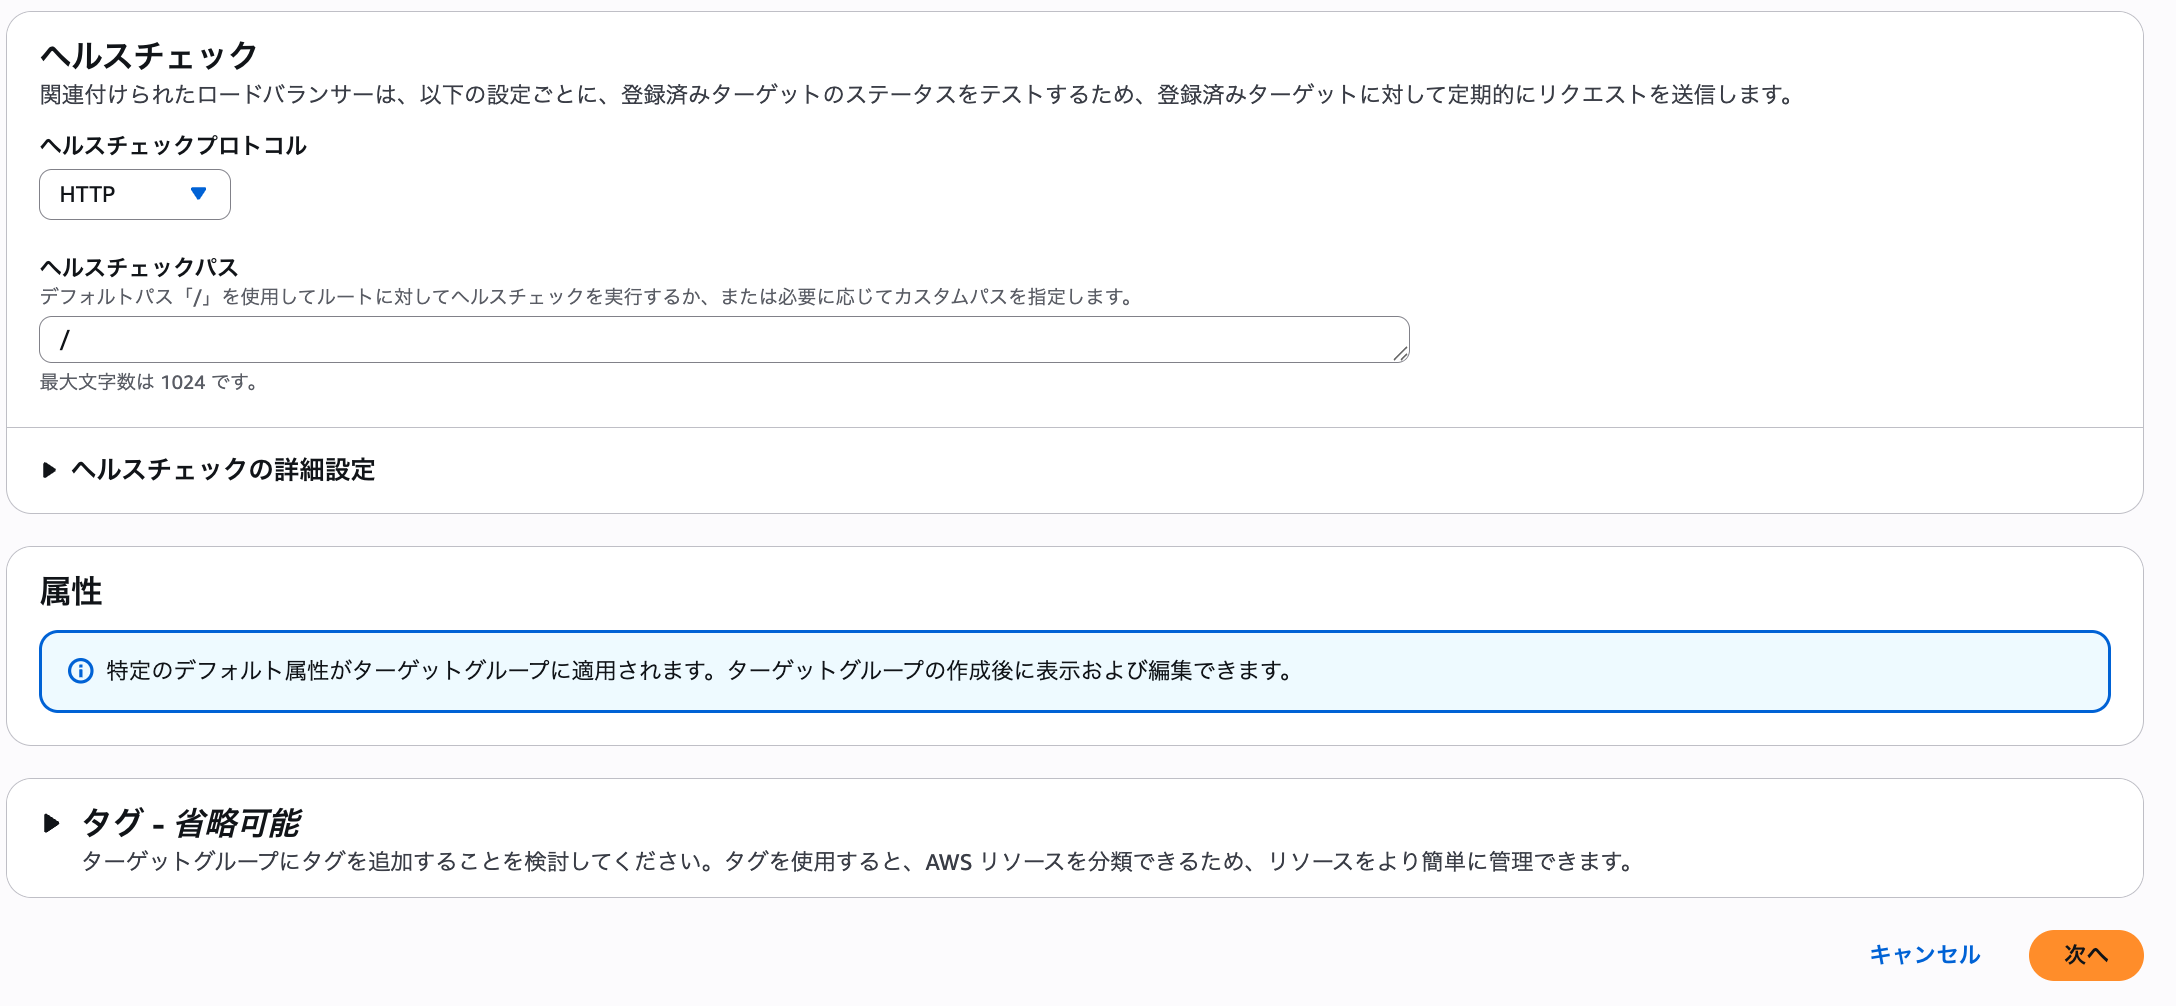 ヘルスチェック
関連付けられたロードバランサーは、以下の設定ごとに、登録済みターゲットのステータスをテストするため、登録済みターゲットに対して定期的にリクエストを送信します。
ヘルスチェックプロトコル
HTTP
ヘルスチェックパス
デフォルトパス「/」を使用してルートに対してヘルスチェックを実行するか、または必要に応じてカスタムパスを指定します。
/
最大文字数は 1024 です。
ヘルスチェックの詳細設定
属性
特定のデフォルト属性がターゲットグループに適用されます。ターゲットグループの作成後に表示および編集できます。
タグ - 省略可能
ターゲットグループにタグを追加することを検討してください。タグを使用すると、AWS リソースを分類できるため、リソースをより簡単に管理できます。
キャンセル
次へ